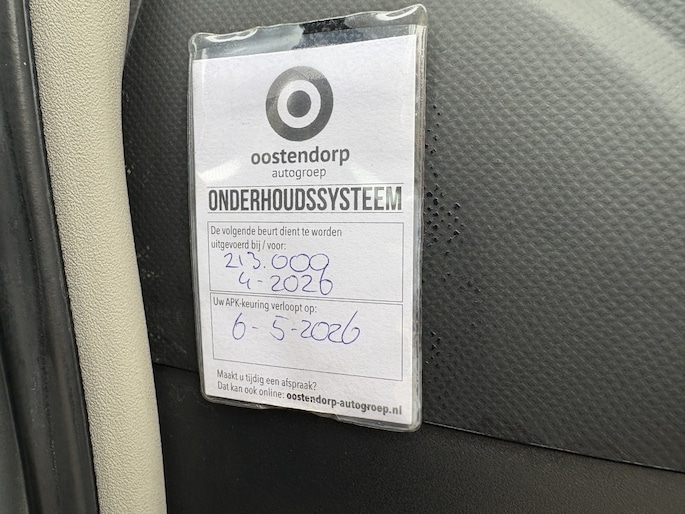 oostendorp
autogroep
ONDERHOUDSSYSTEEM
De volgende beurt dient te worden
uitgevoerd bij / voor:
213.000
4-2026
Uw APK-keuring verloopt op:
6-5-2026
Maakt u tijdig een afspraak?
Dat kan ook online: oostendorp-autogroep.nl